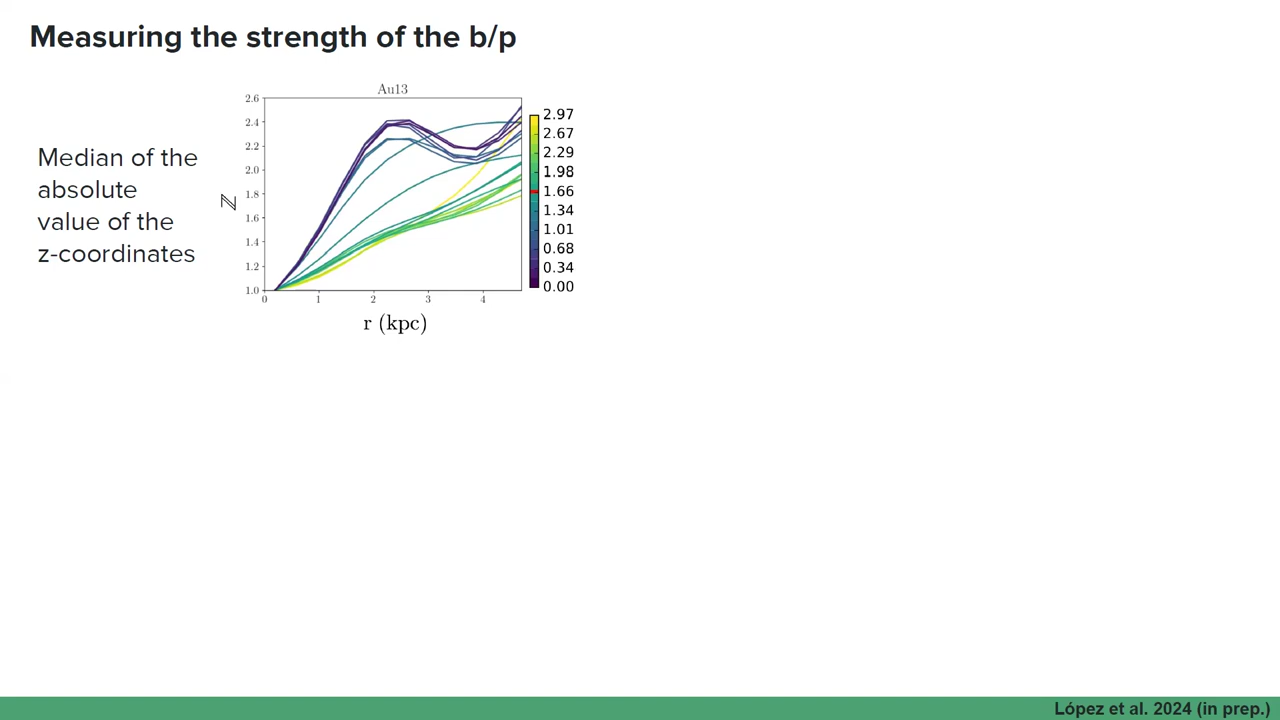 Measuring the strength of the b/p
Median of the
absolute
value of the
z-coordinates
Au13
2.6
2.4
2.2
2.0
1.8
1.6
1.4
1.2
1.0
ℤ
0 1 2 3 4
r (kpc)
2.97
2.67
2.29
1.98
1.66
1.34
1.01
0.68
0.34
0.00
López et al. 2024 (in prep.)